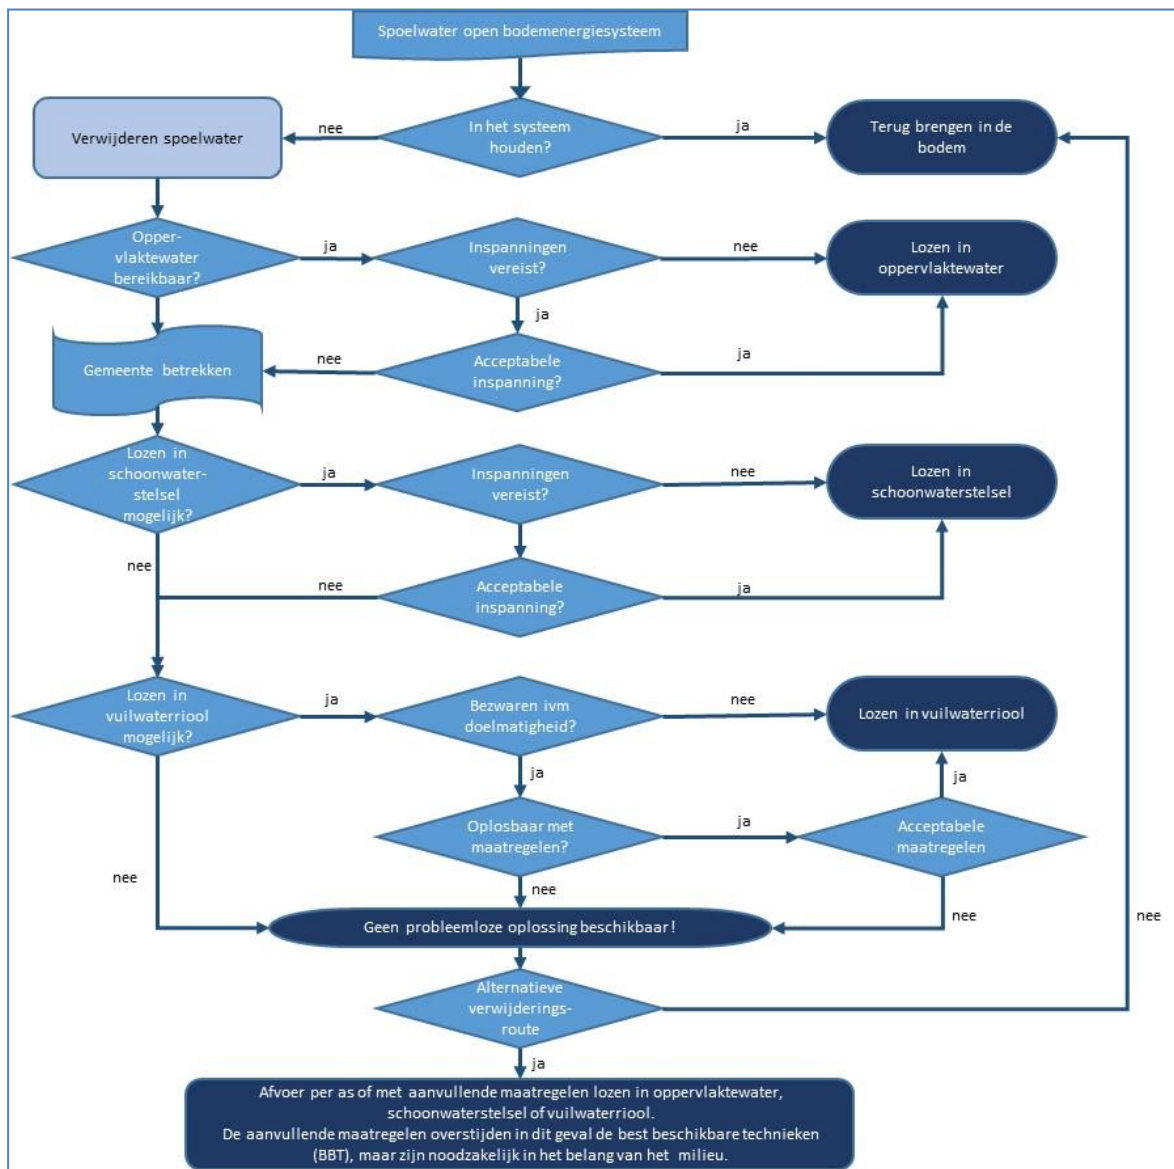 Spoelwater open bodemenergiesysteem
Verwijderen spoelwater
nee
In het systeem
houden?
ja
Terug brengen in de
bodem
Opper-
vlaktewater
bereikbaar?
ja
Inspanningen
vereist?
nee
Lozen in
oppervlaktewater
ja
Gemeente betrekken
nee
Acceptabele
inspanning?
ja
Lozen in
schoonwater-
stelsel
mogelijk?
ja
Inspanningen
vereist?
nee
Lozen in
schoonwaterstelsel
nee
nee
Acceptabele
inspanning?
ja
Lozen in
vuilwaterriool
mogelijk?
ja
Bezwaren ivm
doelmatigheid?
nee
Lozen in vuilwaterriool
ja
ja
Oplosbaar met
maatregelen?
ja
Acceptabele
maatregelen
nee
nee
nee
nee
Geen probleemloze oplossing beschikbaar!
Alternatieve
verwijderings-
route
ja
Afvoer per as of met aanvullende maatregelen lozen in oppervlaktewater,
schoonwaterstelsel of vuilwaterriool.
De aanvullende maatregelen overstijden in dit geval de best beschikbare technieken
(BBT), maar zijn noodzakelijk in het belang van het milieu.